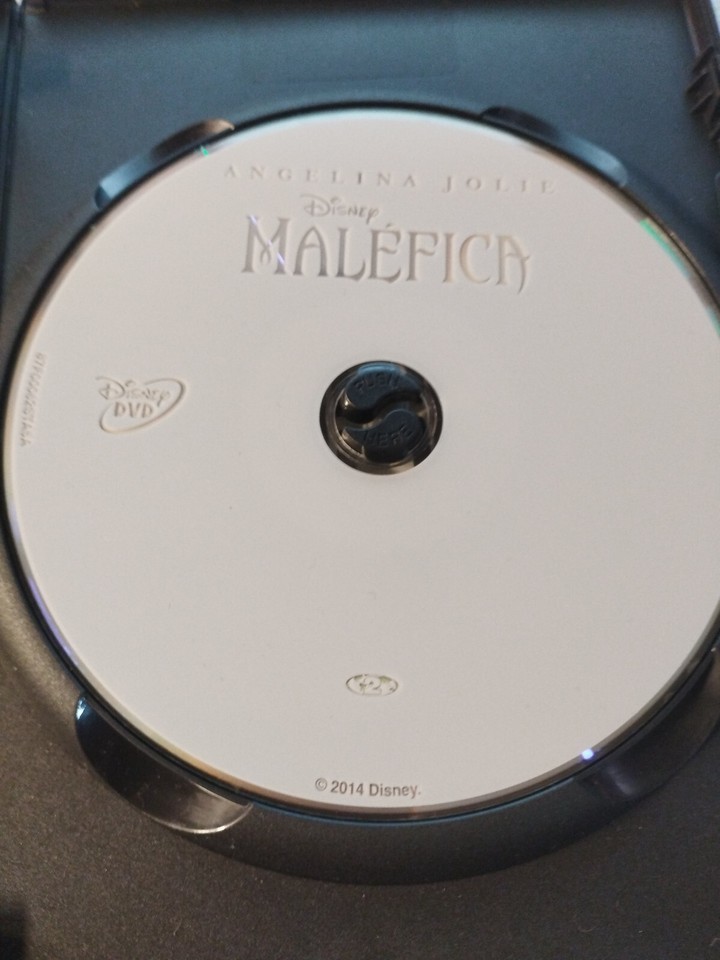 ANGELINA JOLIE
Disney
MALÉFICA
Disney
DVD
PUSH
HERE
2
© 2014 Disney.